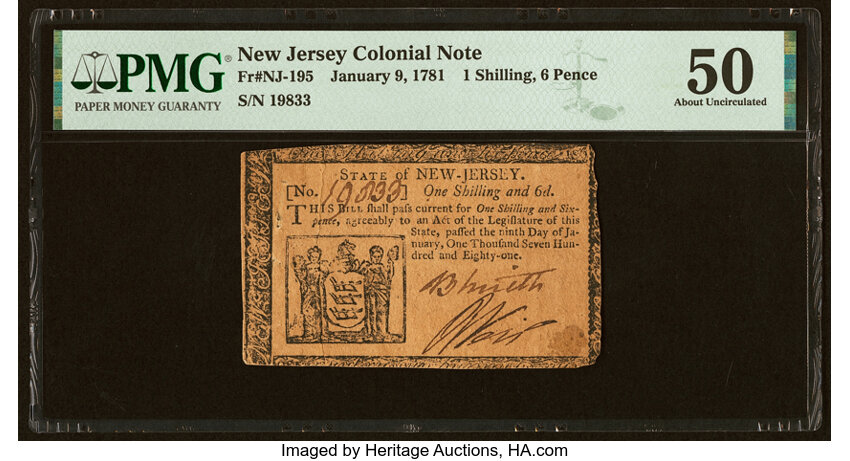 PMG®
PAPER MONEY GUARANTY
New Jersey Colonial Note
Fr#NJ-195 January 9, 1781 1 Shilling, 6 Pence
S/N 19833
50
About Uncirculated
STATE of NEW-JERSEY.
[No. 19833] One Shilling and 6d.
THIS BILL shall pass current for One Shilling and Six-
pence, agreeably to an Act of the Legislature of this
State, passed the ninth Day of Ja-
nuary, One Thousand Seven Hun-
dred and Eighty-one.
Imaged by Heritage Auctions, HA.com